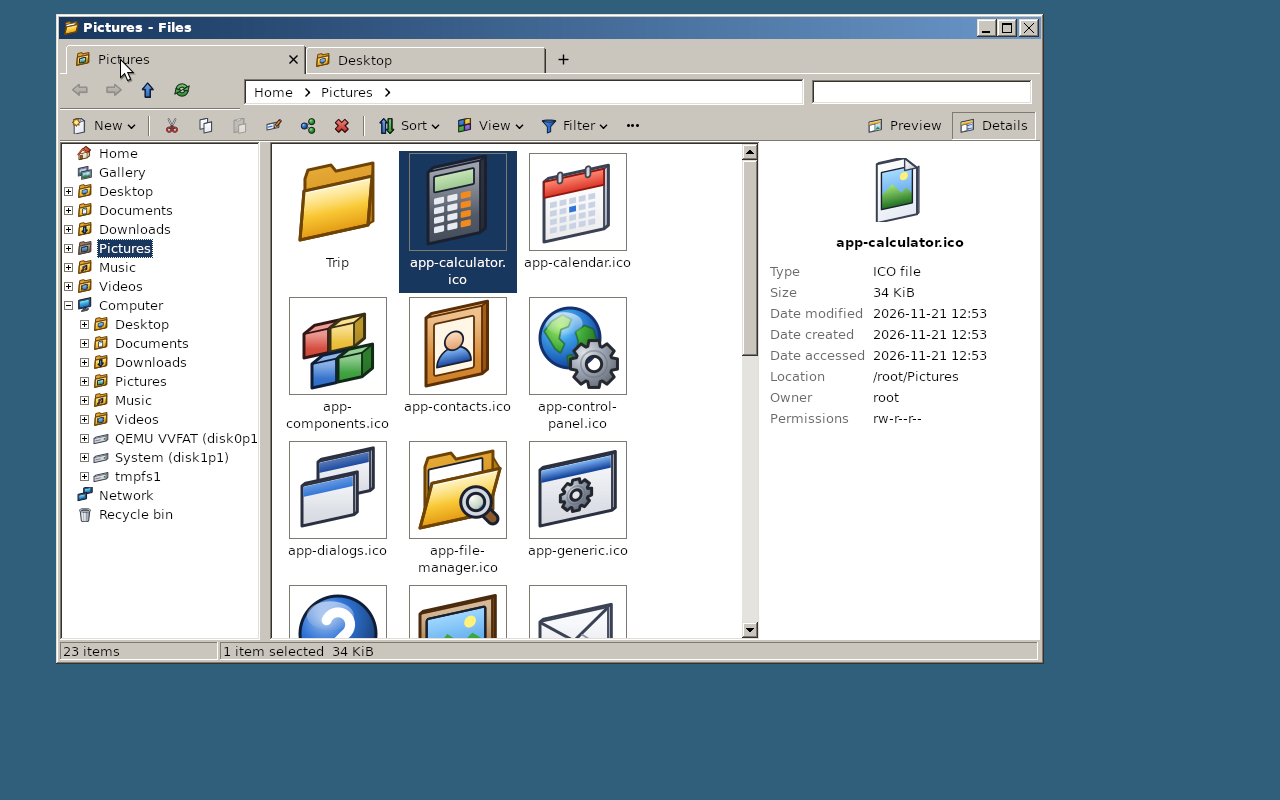 Pictures - Files
Pictures
Desktop
Home Pictures
New Sort View Filter Preview Details
Home
Gallery
Desktop
Documents
Downloads
Pictures
Music
Videos
Computer
Desktop
Documents
Downloads
Pictures
Music
Videos
QEMU VVFAT (disk0p1
System (disk1p1)
tmpfs1
Network
Recycle bin
Trip
app-calculator.
ico
app-calendar.ico
app-
components.ico
app-contacts.ico
app-control-
panel.ico
app-dialogs.ico
app-file-
manager.ico
app-generic.ico
app-calculator.ico
Type ICO file
Size 34 KiB
Date modified 2026-11-21 12:53
Date created 2026-11-21 12:53
Date accessed 2026-11-21 12:53
Location /root/Pictures
Owner root
Permissions rw-r--r--
23 items
1 item selected 34 KiB